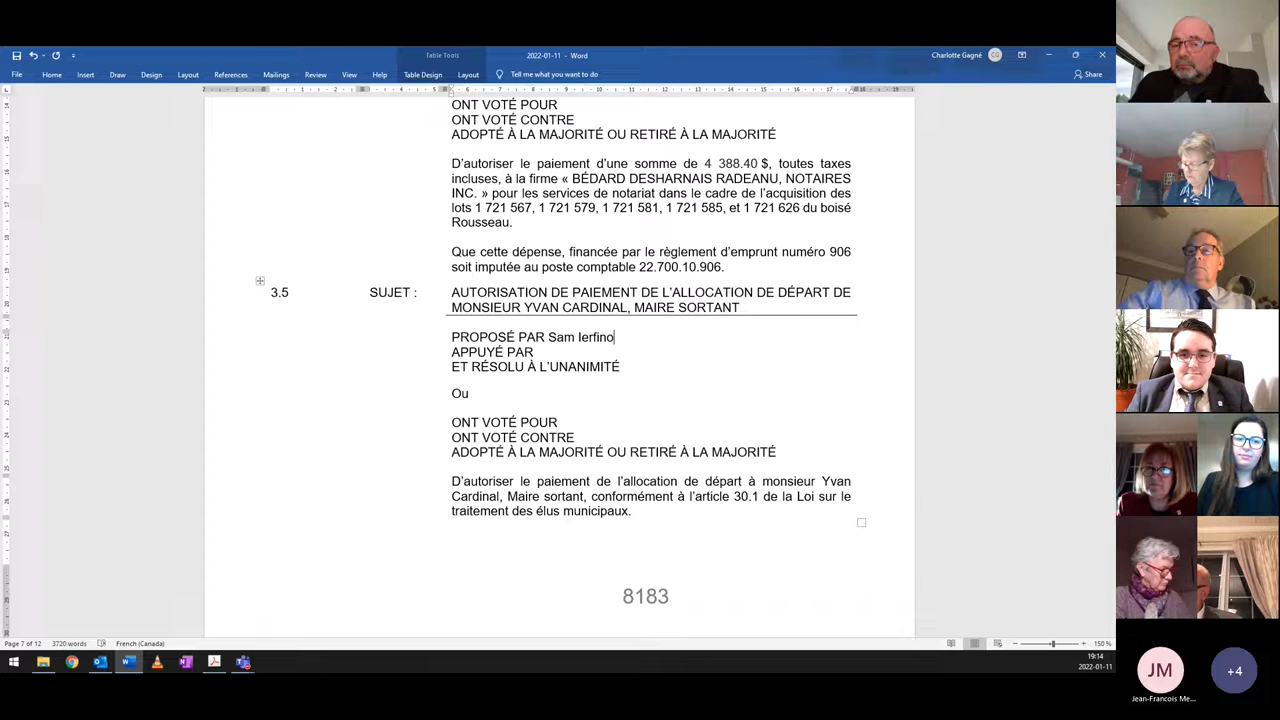 Table Tools
2022-01-11 - Word
Charlotte Gagné
CG
File Home Insert Draw Design Layout References Mailings Review View Help Table Design Layout Tell me what you want to do
Share
ONT VOTÉ POUR
ONT VOTÉ CONTRE
ADOPTÉ À LA MAJORITÉ OU RETIRÉ À LA MAJORITÉ
D'autoriser le paiement d'une somme de 4 388.40 $, toutes taxes
incluses, à la firme « BÉDARD DESHARNAIS RADEANU, NOTAIRES
INC. » pour les services de notariat dans le cadre de l'acquisition des
lots 1 721 567, 1 721 579, 1 721 581, 1 721 585, et 1 721 626 du boisé
Rousseau.
Que cette dépense, financée par le règlement d'emprunt numéro 906
soit imputée au poste comptable 22.700.10.906.
3.5 SUJET : AUTORISATION DE PAIEMENT DE L'ALLOCATION DE DÉPART DE
MONSIEUR YVAN CARDINAL, MAIRE SORTANT
PROPOSÉ PAR Sam Ierfino
APPUYÉ PAR
ET RÉSOLU À L'UNANIMITÉ
Ou
ONT VOTÉ POUR
ONT VOTÉ CONTRE
ADOPTÉ À LA MAJORITÉ OU RETIRÉ À LA MAJORITÉ
D'autoriser le paiement de l'allocation de départ à monsieur Yvan
Cardinal, Maire sortant, conformément à l'article 30.1 de la Loi sur le
traitement des élus municipaux.
8183
Page 7 of 12 3720 words French (Canada)
150 %
19:14
2022-01-11
JM
+4
Jean-Francois Me...